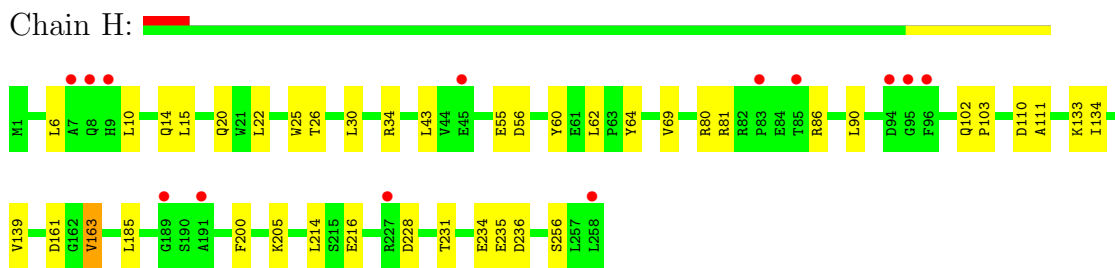 Chain H:
M1 L6 A7 Q8 H9 L10 Q14 L15 Q20 W21 L22 W25 T26 L30 R34 L43 V44 E45 E55 D56 Y60 E61 L62 P63 Y64 V69 R80 R81 R82 P83 E84 T85 R86 L90 D94 G95 F96 Q102 P103 D110 A111 K133 I134
V139 D161 G162 V163 L185 G189 S190 A191 F200 K205 L214 S215 E216 R227 D228 T231 E234 E235 D236 S256 L257 L258